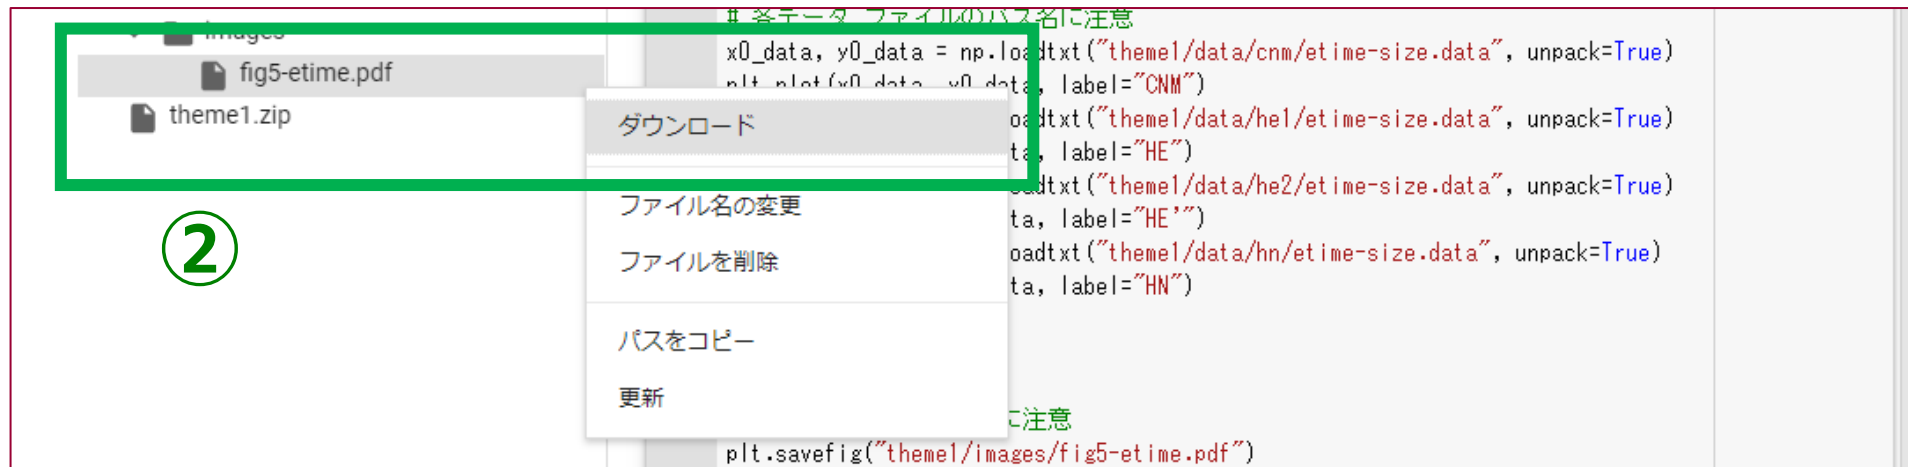 images
fig5-etime.pdf
theme1.zip
②
ダウンロード
ファイル名の変更
ファイルを削除
パスをコピー
更新
# 各データ ファイルのパス名に注意
x0_data, y0_data = np.loadtxt("theme1/data/cnm/etime-size.data", unpack=True)
plt.plot(x0_data, y0_data, label="CNM")
oadtxt("theme1/data/he1/etime-size.data", unpack=True)
ta, label="HE")
oadtxt("theme1/data/he2/etime-size.data", unpack=True)
ta, label="HE'")
oadtxt("theme1/data/hn/etime-size.data", unpack=True)
ta, label="HN")
に注意
plt.savefig("theme1/images/fig5-etime.pdf")